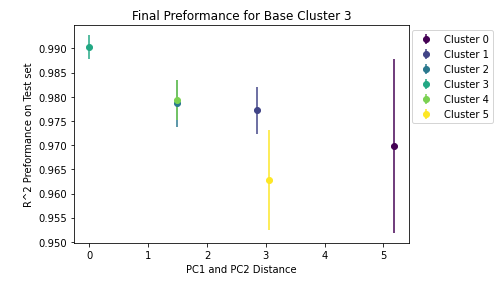 Final Preformance for Base Cluster 3
R^2 Preformance on Test set
0.990
0.985
0.980
0.975
0.970
0.965
0.960
0.955
0.950
0 1 2 3 4 5
PC1 and PC2 Distance
Cluster 0
Cluster 1
Cluster 2
Cluster 3
Cluster 4
Cluster 5